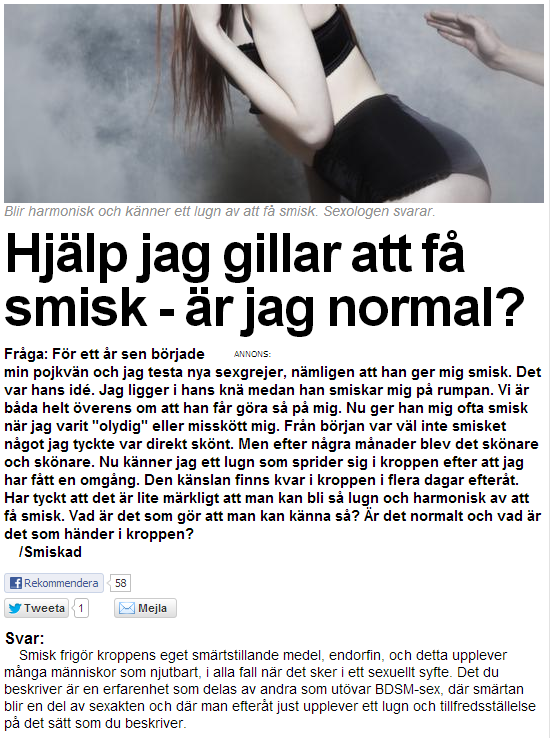 Blir harmonisk och känner ett lugn av att få smisk. Sexologen svarar.
Hjälp jag gillar att få
smisk - är jag normal?
Fråga: För ett år sen började
ANNONS:
min pojkvän och jag testa nya sexgrejer, nämligen att han ger mig smisk. Det
var hans idé. Jag ligger i hans knä medan han smiskar mig på rumpan. Vi är
båda helt överens om att han får göra så på mig. Nu ger han mig ofta smisk
när jag varit "olydig" eller misskött mig. Från början var väl inte smisket
något jag tyckte var direkt skönt. Men efter några månader blev det skönare
och skönare. Nu känner jag ett lugn som sprider sig i kroppen efter att jag
har fått en omgång. Den känslan finns kvar i kroppen i flera dagar efteråt.
Har tyckt att det är lite märkligt att man kan bli så lugn och harmonisk av att
få smisk. Vad är det som gör att man kan känna så? Är det normalt och vad är
det som händer i kroppen?
/Smiskad
Rekommendera 58
Tweeta 1 Mejla
Svar:
Smisk frigör kroppens eget smärtstillande medel, endorfin, och detta upplever
många människor som njutbart, i alla fall när det sker i ett sexuellt syfte. Det du
beskriver är en erfarenhet som delas av andra som utövar BDSM-sex, där smärtan
blir en del av sexakten och där man efteråt just upplever ett lugn och tillfredsställelse
på det sätt som du beskriver.